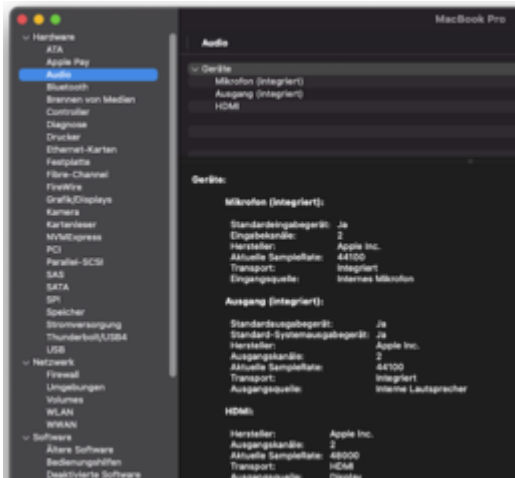 MacBook Pro
Hardware
ATA
Apple Pay
Audio
Bluetooth
Brennen von Medien
Controller
Diagnose
Drucker
Ethernet-Karten
Festplatte
Fibre-Channel
FireWire
Grafik/Displays
Kamera
Kartenleser
NVMExpress
PCI
Parallel-SCSI
SAS
SATA
SPI
Speicher
Stromversorgung
Thunderbolt/USB4
USB
Netzwerk
Firewall
Umgebungen
Volumes
WLAN
WWAN
Software
Ältere Software
Bedienungshilfen
Deaktivierte Software
Audio
Geräte
Mikrofon (integriert)
Ausgang (integriert)
HDMI
Geräte:
Mikrofon (integriert):
Standardeingabegerät: Ja
Eingabekanäle: 2
Hersteller: Apple Inc.
Aktuelle SampleRate: 44100
Transport: Integriert
Eingangsquelle: Internes Mikrofon
Ausgang (integriert):
Standardausgabegerät: Ja
Standard-Systemausgabegerät: Ja
Hersteller: Apple Inc.
Ausgangskanäle: 2
Aktuelle SampleRate: 44100
Transport: Integriert
Ausgangsquelle: Interne Lautsprecher
HDMI:
Hersteller: Apple Inc.
Ausgangskanäle: 2
Aktuelle SampleRate: 48000
Transport: HDMI
Ausgangsquelle: Display